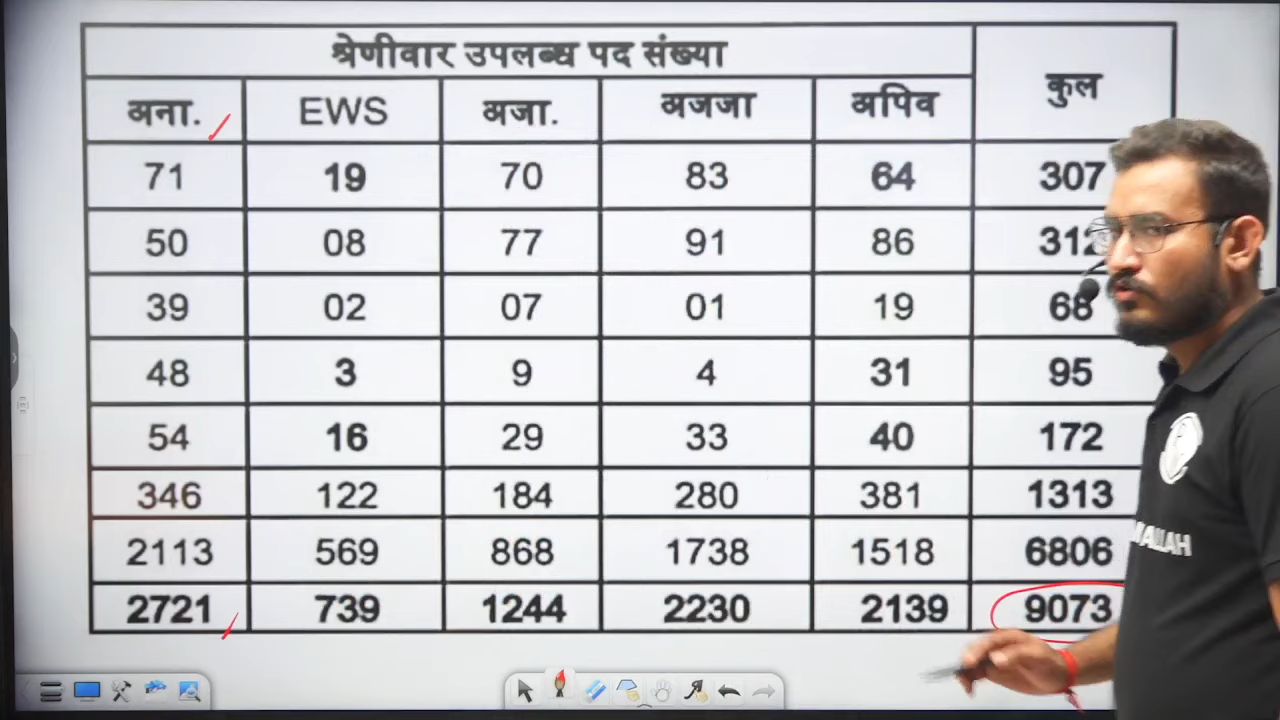 श्रेणीवार उपलब्ध पद संख्या कुल
अना. EWS अजा. अजजा अपिव
71 19 70 83 64 307
50 08 77 91 86 312
39 02 07 01 19 68
48 3 9 4 31 95
54 16 29 33 40 172
346 122 184 280 381 1313
2113 569 868 1738 1518 6806
2721 739 1244 2230 2139 9073